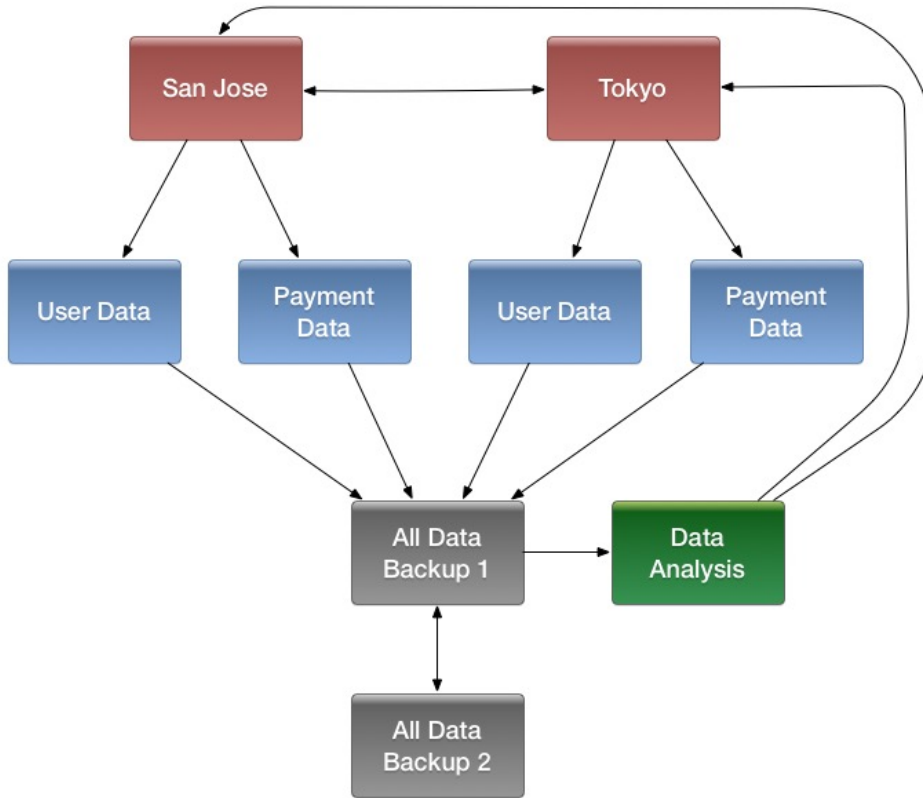 San Jose
Tokyo
User Data
Payment
Data
User Data
Payment
Data
All Data
Backup 1
Data
Analysis
All Data
Backup 2